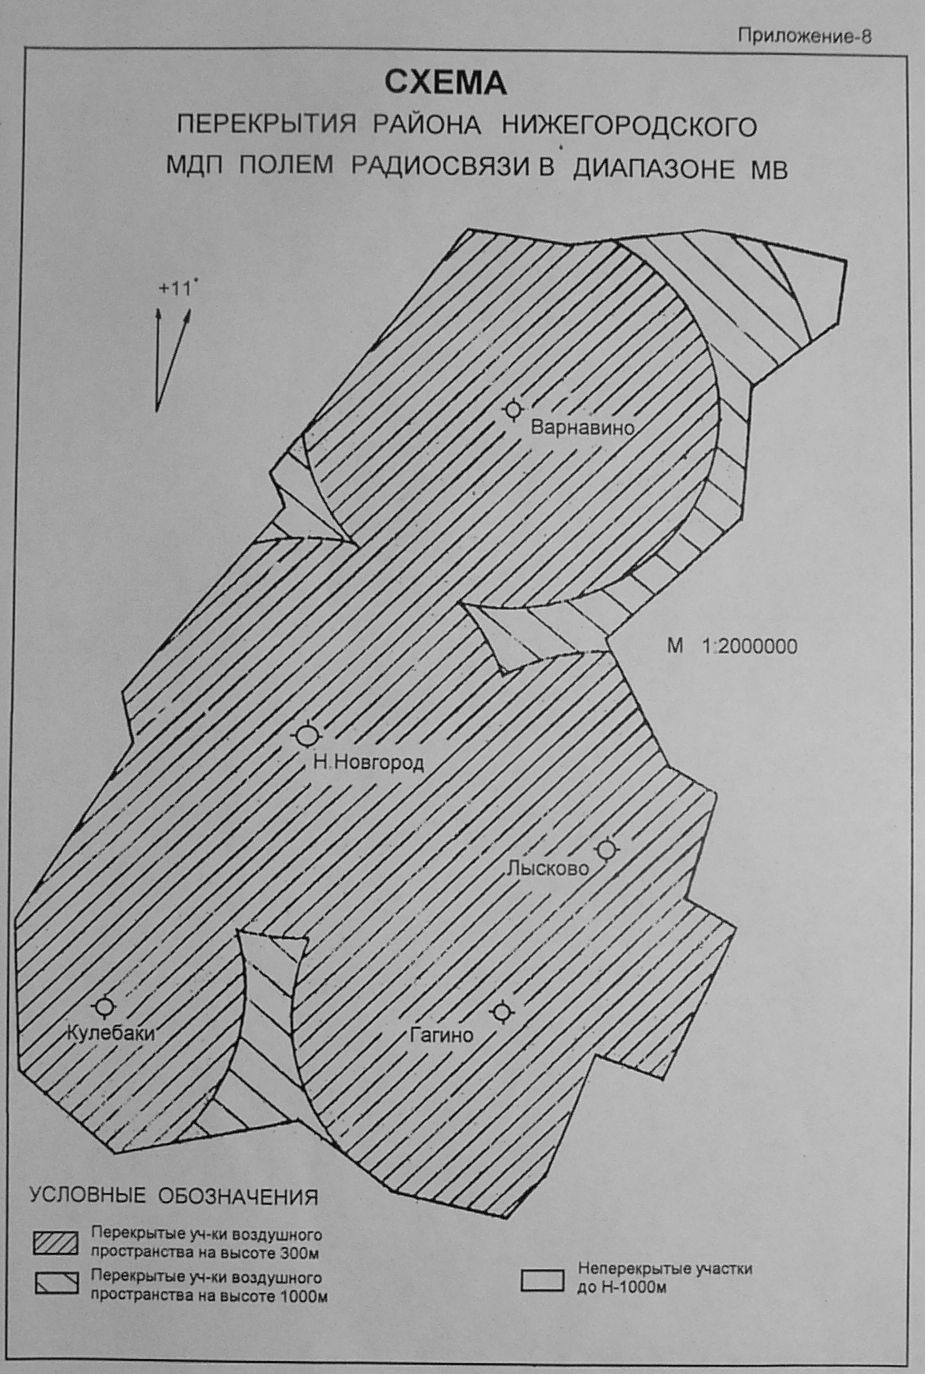 Приложение-8
СХЕМА
ПЕРЕКРЫТИЯ РАЙОНА НИЖЕГОРОДСКОГО
МДП ПОЛЕМ РАДИОСВЯЗИ В ДИАПАЗОНЕ МВ
+11°
Варнавино
М 1:2000000
Н.Новгород
Лысково
Кулебаки
Гагино
УСЛОВНЫЕ ОБОЗНАЧЕНИЯ
Перекрытые уч-ки воздушного
пространства на высоте 300м
Перекрытые уч-ки воздушного
пространства на высоте 1000м
Неперекрытые участки
до Н-1000м